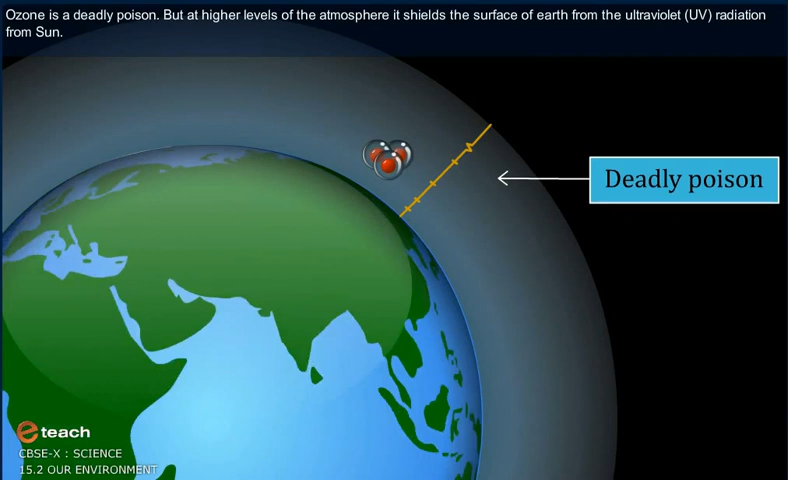 Ozone is a deadly poison. But at higher levels of the atmosphere it shields the surface of earth from the ultraviolet (UV) radiation
from Sun.
Deadly poison
e teach
CBSE-X : SCIENCE
15.2 OUR ENVIRONMENT